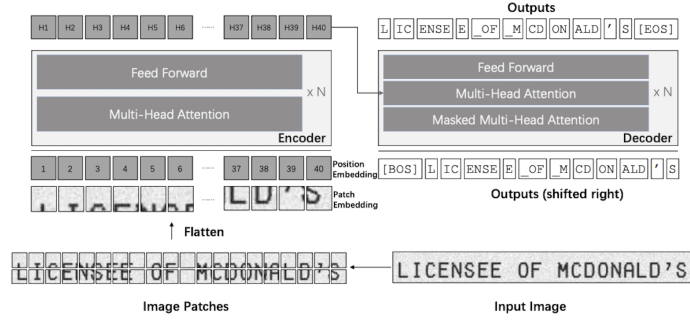 Outputs
H1 H2 H3 H4 H5 H6 ...... H37 H38 H39 H40
L IC ENSE E _OF _M CD ON ALD ' S [EOS]
Feed Forward
Multi-Head Attention
x N
Encoder
Feed Forward
Multi-Head Attention
Masked Multi-Head Attention
x N
Decoder
1 2 3 4 5 6 ...... 37 38 39 40
Position
Embedding
[BOS] L IC ENSE E _OF _M CD ON ALD ' S
LICENSE ...... LD'S
Patch
Embedding
Outputs (shifted right)
Flatten
LICENSEE OF MCDONALD'S
LICENSEE OF MCDONALD'S
Image Patches
Input Image